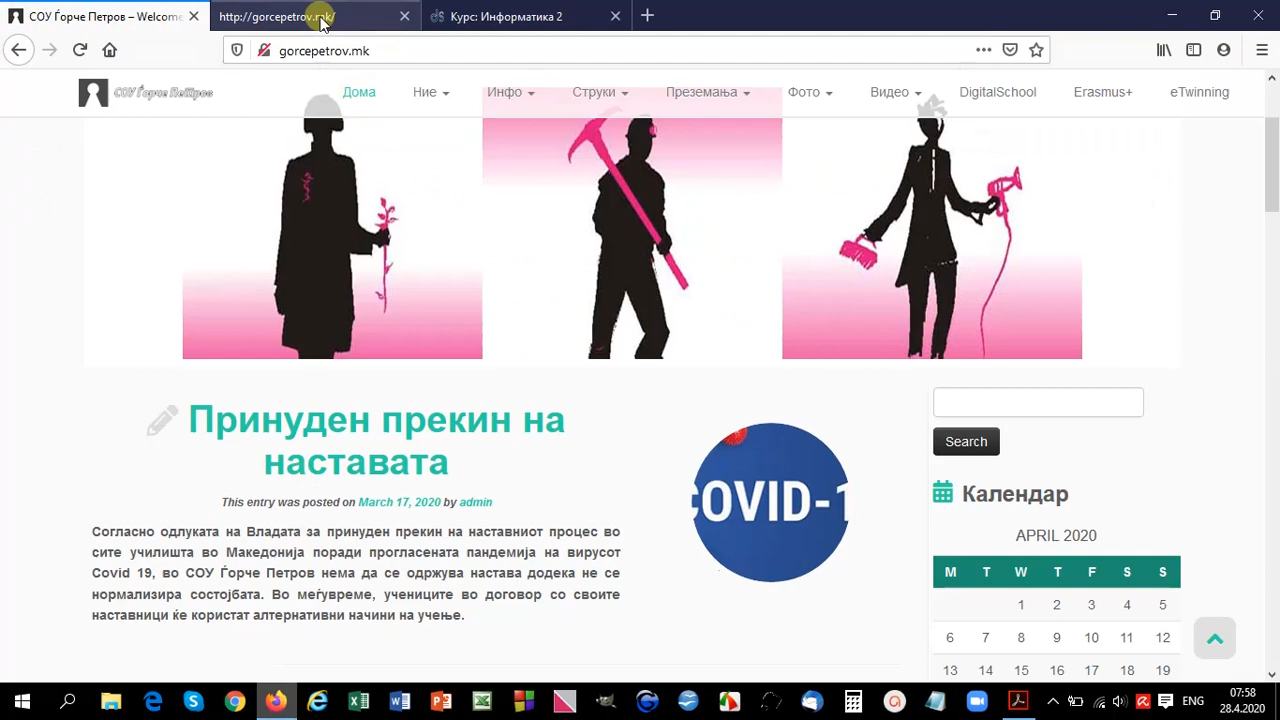 СОУ Ѓорче Петров – Welcome
http://gorcepetrov.mk/
Курс: Информатика 2
gorcepetrov.mk
СОУ Ѓорче Петров
Дома
Ние
Инфо
Струки
Преземања
Фото
Видео
DigitalSchool
Erasmus+
eTwinning
Принуден прекин на
наставата
This entry was posted on March 17, 2020 by admin
Согласно одлуката на Владата за принуден прекин на наставниот процес во
сите училишта во Македонија поради прогласената пандемија на вирусот
Covid 19, во СОУ Ѓорче Петров нема да се одржува настава додека не се
нормализира состојбата. Во меѓувреме, учениците во договор со своите
наставници ќе користат алтернативни начини на учење.
COVID-1
Search
Календар
APRIL 2020
M T W T F S S
1 2 3 4 5
6 7 8 9 10 11 12
13 14 15 16 17 18 19
ENG
07:58
28.4.2020